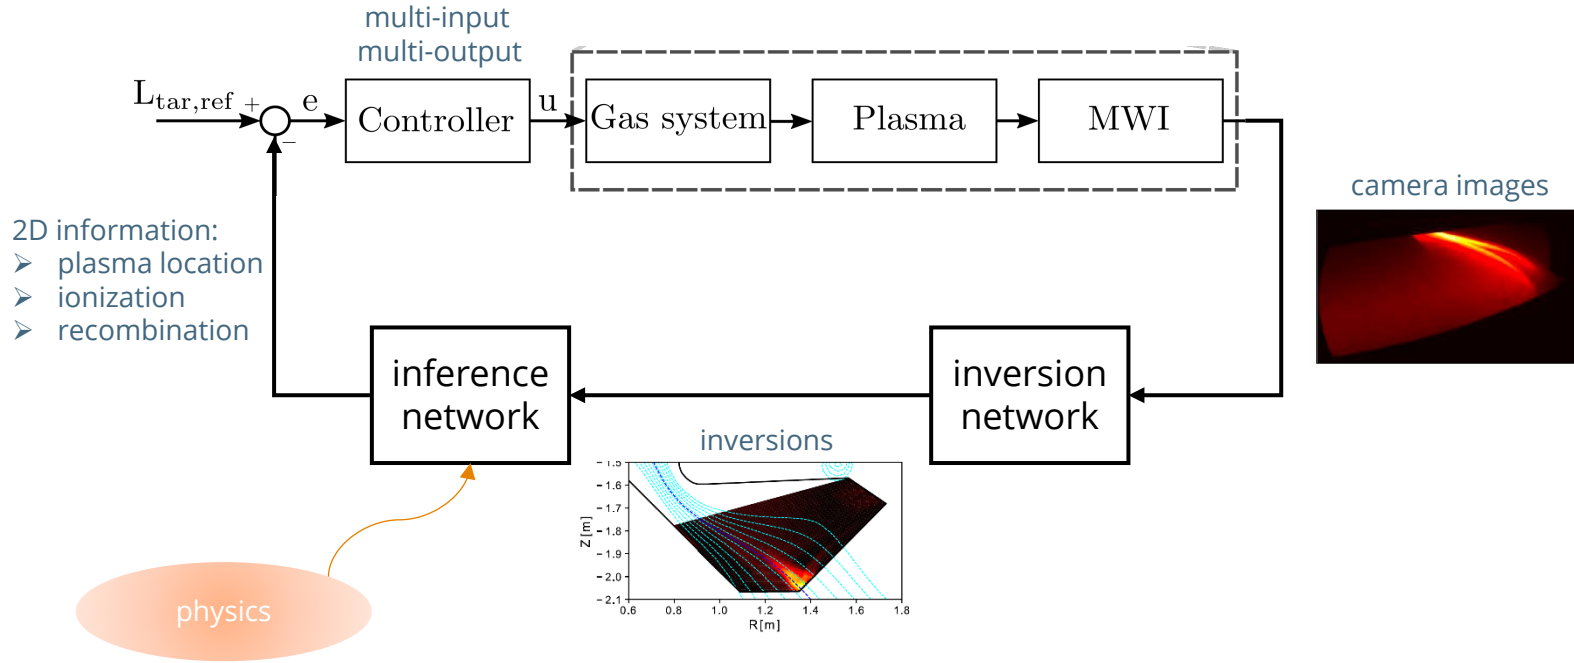 multi-input
multi-output
L_tar,ref + e
u
−
Controller
Gas system
Plasma
MWI
camera images
2D information:
➢ plasma location
➢ ionization
➢ recombination
inference
network
inversion
network
inversions
−1.5
−1.6
−1.7
−1.8
−1.9
−2.0
−2.1
Z [m]
0.6 0.8 1.0 1.2 1.4 1.6 1.8
R [m]
physics